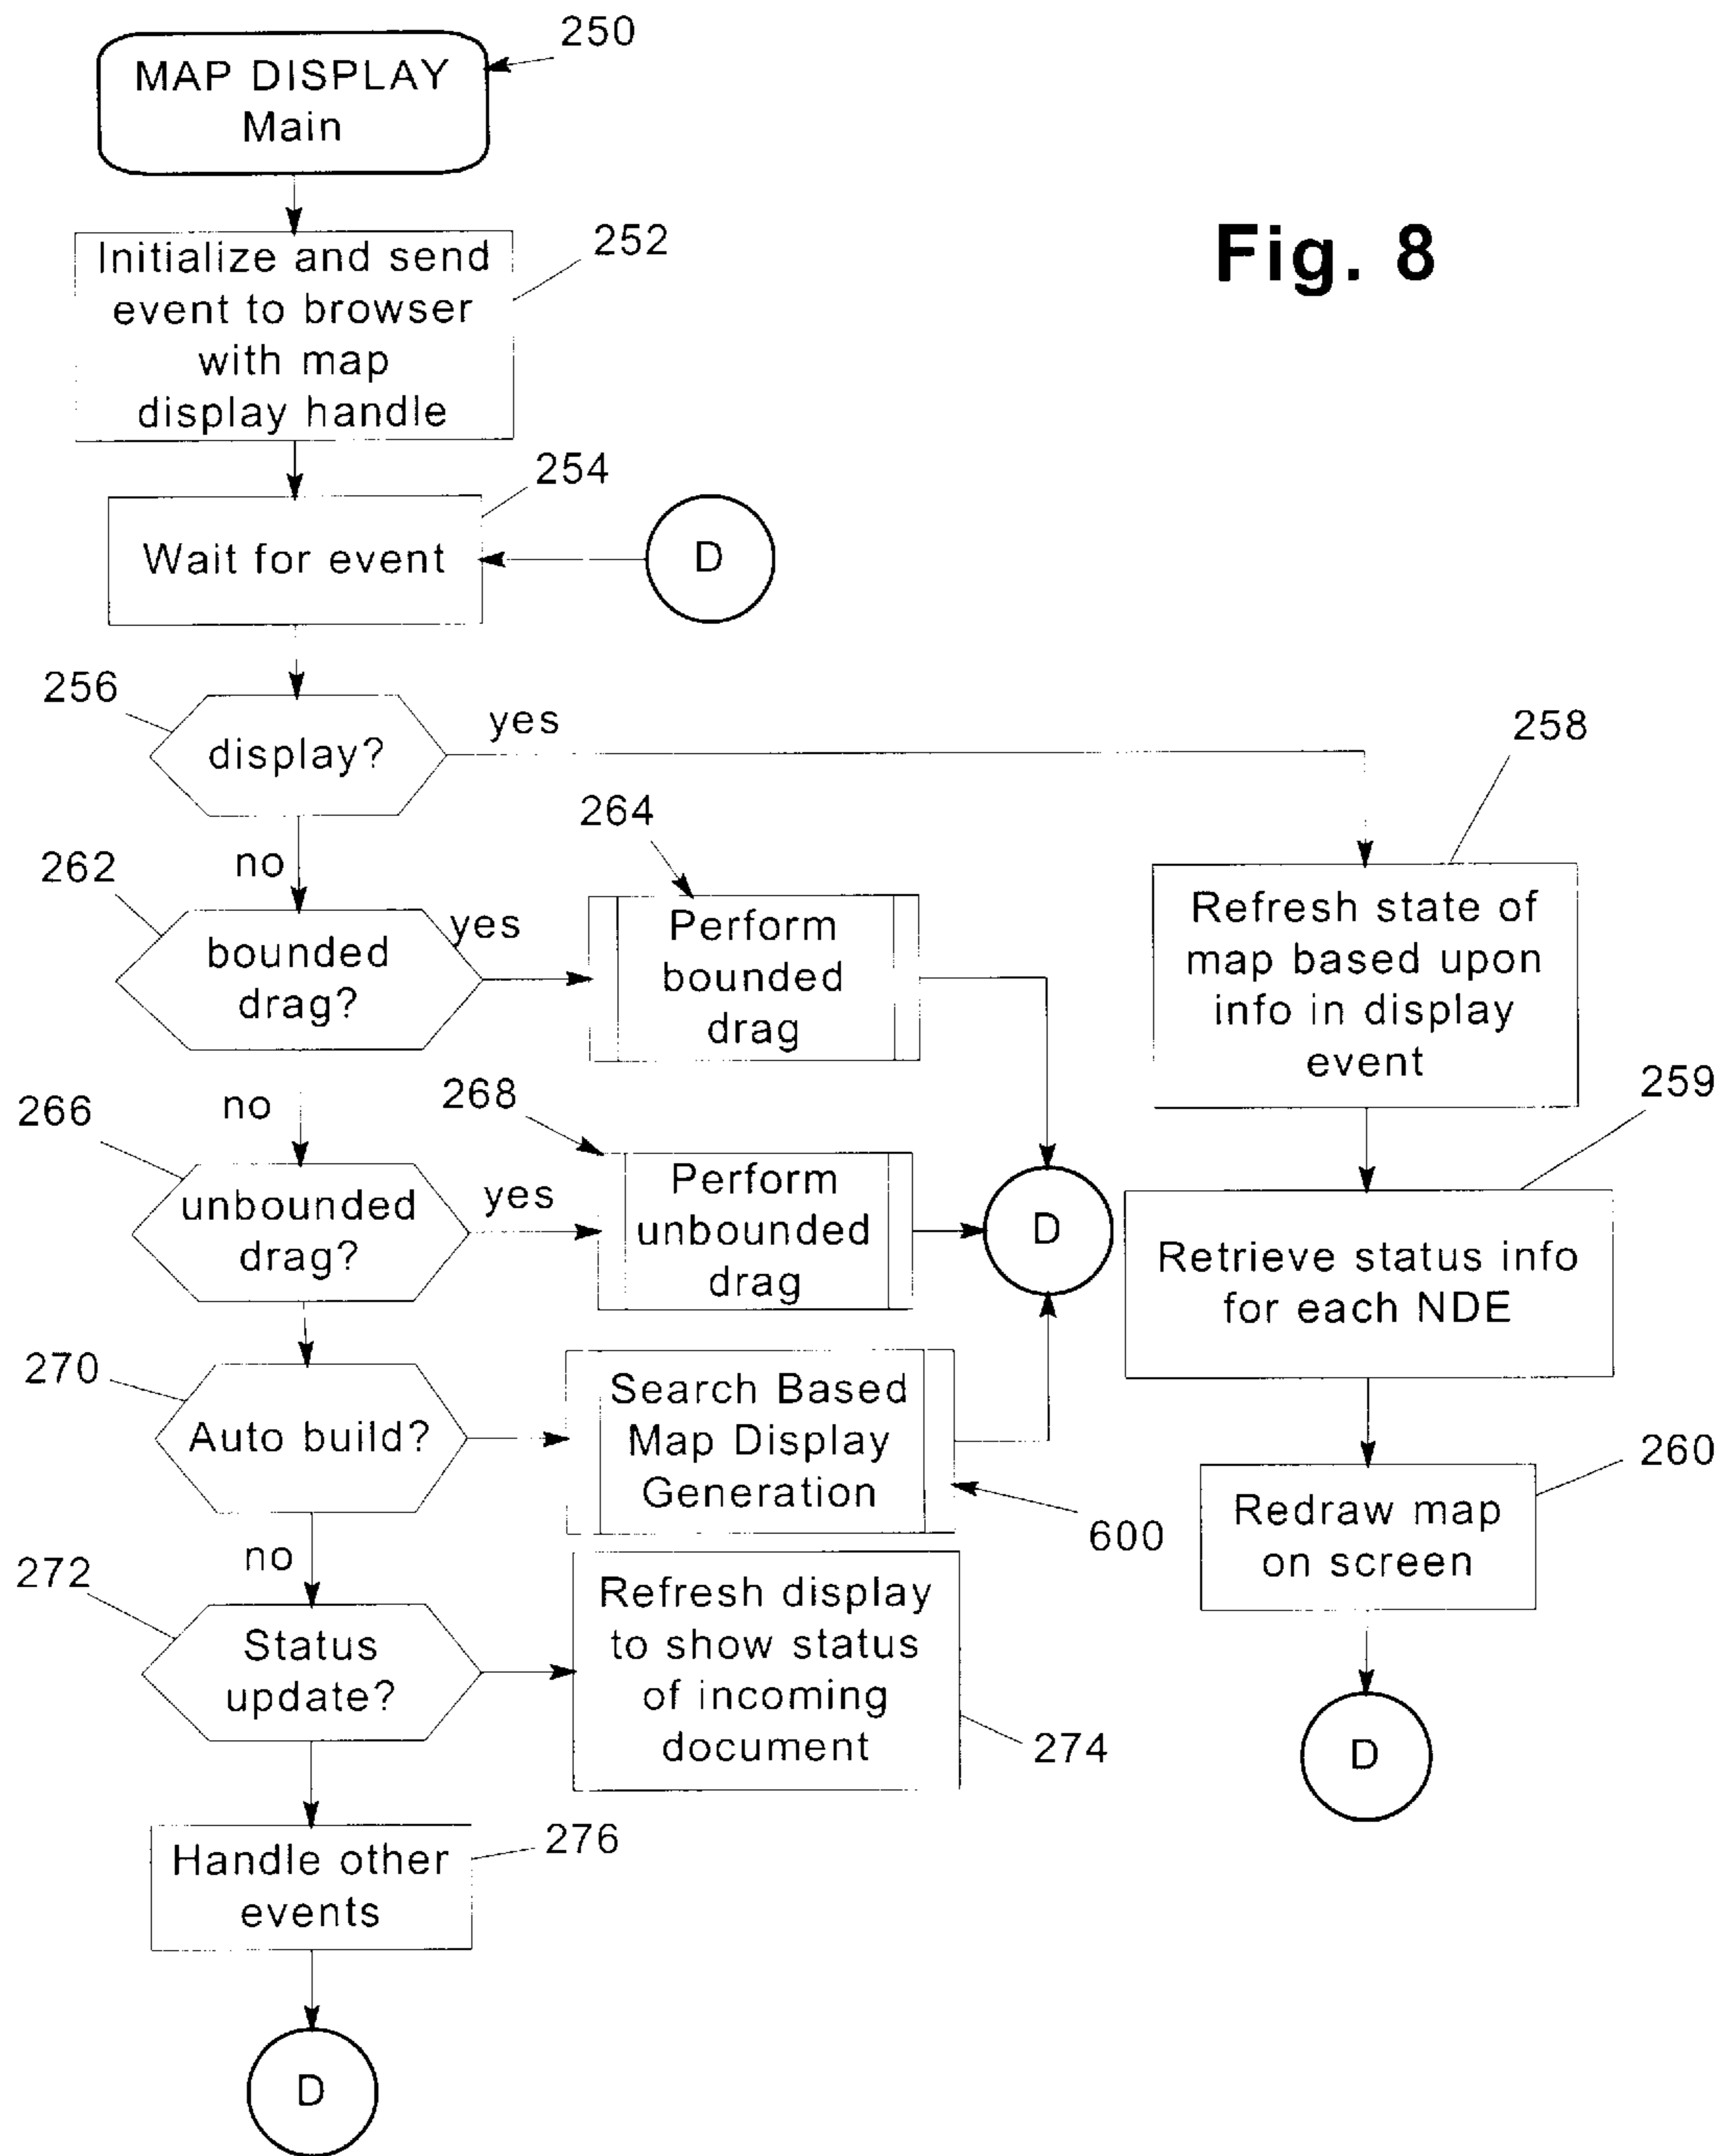 250
MAP DISPLAY
Main
Fig. 8
252
Initialize and send
event to browser
with map
display handle
254
Wait for event
D
256
display?
yes
no
258
Refresh state of
map based upon
info in display
event
262
bounded
drag?
yes
no
264
Perform
bounded
drag
259
Retrieve status info
for each NDE
266
unbounded
drag?
yes
268
Perform
unbounded
drag
D
270
Auto build?
no
Search Based
Map Display
Generation
600
260
Redraw map
on screen
D
272
Status
update?
Refresh display
to show status
of incoming
document
274
276
Handle other
events
D